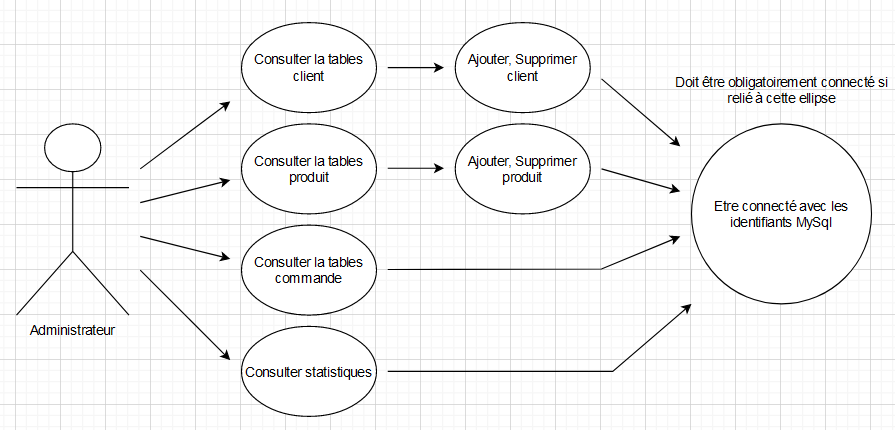 Consulter la tables
client
Ajouter, Supprimer
client
Doit être obligatoirement connecté si
relié à cette ellipse
Consulter la tables
produit
Ajouter, Supprimer
produit
Etre connecté avec les
identifiants MySql
Consulter la tables
commande
Administrateur
Consulter statistiques